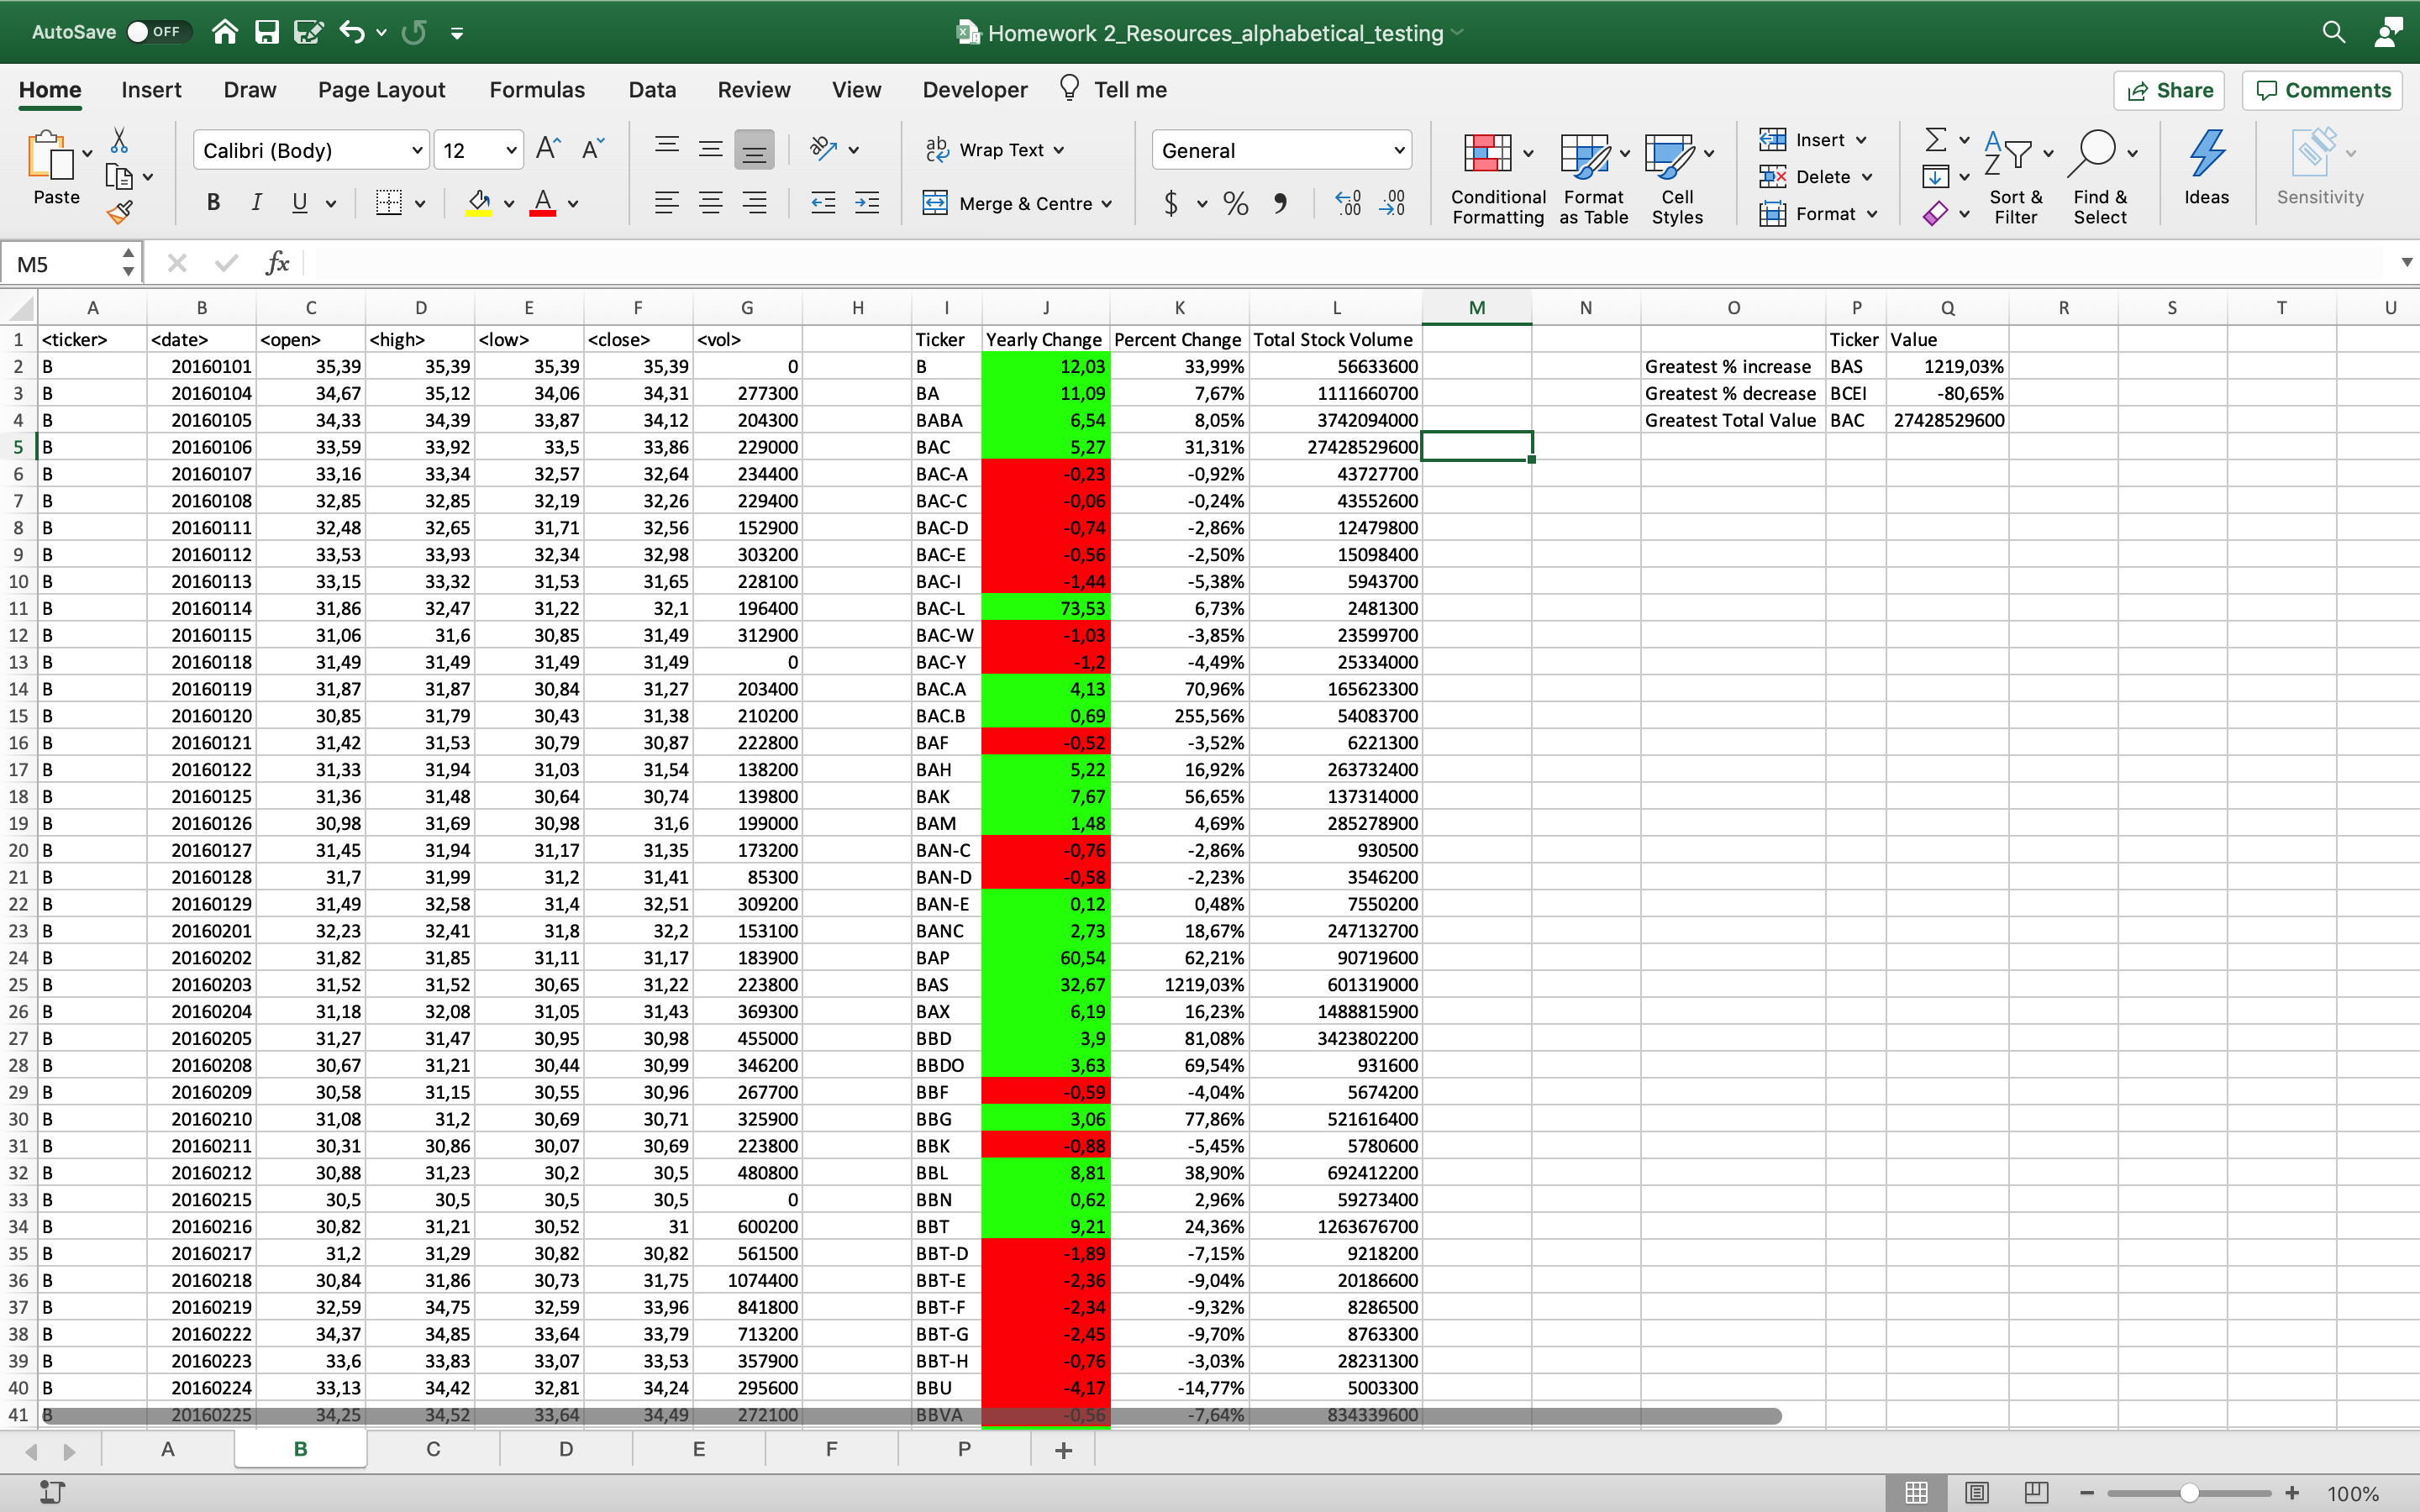 AutoSave OFF Homework 2_Resources_alphabetical_testing
Home Insert Draw Page Layout Formulas Data Review View Developer Tell me Share Comments
Paste Calibri (Body) 12 Wrap Text Merge & Centre General Conditional Formatting Format as Table Cell Styles Insert Delete Format Sort & Filter Find & Select Ideas Sensitivity
M5 fx
A B C D E F G H I J K L M N O P Q R S T U
1 <ticker> <date> <open> <high> <low> <close> <vol> Ticker Yearly Change Percent Change Total Stock Volume Ticker Value
2 B 20160101 35,39 35,39 35,39 35,39 0 B 12,03 33,99% 56633600 Greatest % increase BAS 1219,03%
3 B 20160104 34,67 35,12 34,06 34,31 277300 BA 11,09 7,67% 1111660700 Greatest % decrease BCEI -80,65%
4 B 20160105 34,33 34,39 33,87 34,12 204300 BABA 6,54 8,05% 3742094000 Greatest Total Value BAC 27428529600
5 B 20160106 33,59 33,92 33,5 33,86 229000 BAC 5,27 31,31% 27428529600
6 B 20160107 33,16 33,34 32,57 32,64 234400 BAC-A -0,23 -0,92% 43727700
7 B 20160108 32,85 32,85 32,19 32,26 229400 BAC-C -0,06 -0,24% 43552600
8 B 20160111 32,48 32,65 31,71 32,56 152900 BAC-D -0,74 -2,86% 12479800
9 B 20160112 33,53 33,93 32,34 32,98 303200 BAC-E -0,56 -2,50% 15098400
10 B 20160113 33,15 33,32 31,53 31,65 228100 BAC-I -1,44 -5,38% 5943700
11 B 20160114 31,86 32,47 31,22 32,1 196400 BAC-L 73,53 6,73% 2481300
12 B 20160115 31,06 31,6 30,85 31,49 312900 BAC-W -1,03 -3,85% 23599700
13 B 20160118 31,49 31,49 31,49 31,49 0 BAC-Y -1,2 -4,49% 25334000
14 B 20160119 31,87 31,87 30,84 31,27 203400 BAC.A 4,13 70,96% 165623300
15 B 20160120 30,85 31,79 30,43 31,38 210200 BAC.B 0,69 255,56% 54083700
16 B 20160121 31,42 31,53 30,79 30,87 222800 BAF -0,52 -3,52% 6221300
17 B 20160122 31,33 31,94 31,03 31,54 138200 BAH 5,22 16,92% 263732400
18 B 20160125 31,36 31,48 30,64 30,74 139800 BAK 7,67 56,65% 137314000
19 B 20160126 30,98 31,69 30,98 31,6 199000 BAM 1,48 4,69% 285278900
20 B 20160127 31,45 31,94 31,17 31,35 173200 BAN-C -0,76 -2,86% 930500
21 B 20160128 31,7 31,99 31,2 31,41 85300 BAN-D -0,58 -2,23% 3546200
22 B 20160129 31,49 32,58 31,4 32,51 309200 BAN-E 0,12 0,48% 7550200
23 B 20160201 32,23 32,41 31,8 32,2 153100 BANC 2,73 18,67% 247132700
24 B 20160202 31,82 31,85 31,11 31,17 183900 BAP 60,54 62,21% 90719600
25 B 20160203 31,52 31,52 30,65 31,22 223800 BAS 32,67 1219,03% 601319000
26 B 20160204 31,18 32,08 31,05 31,43 369300 BAX 6,19 16,23% 1488815900
27 B 20160205 31,27 31,47 30,95 30,98 455000 BBD 3,9 81,08% 3423802200
28 B 20160208 30,67 31,21 30,44 30,99 346200 BBDO 3,63 69,54% 931600
29 B 20160209 30,58 31,15 30,55 30,96 267700 BBF -0,59 -4,04% 5674200
30 B 20160210 31,08 31,2 30,69 30,71 325900 BBG 3,06 77,86% 521616400
31 B 20160211 30,31 30,86 30,07 30,69 223800 BBK -0,88 -5,45% 5780600
32 B 20160212 30,88 31,23 30,2 30,5 480800 BBL 8,81 38,90% 692412200
33 B 20160215 30,5 30,5 30,5 30,5 0 BBN 0,62 2,96% 59273400
34 B 20160216 30,82 31,21 30,52 31 600200 BBT 9,21 24,36% 1263676700
35 B 20160217 31,2 31,29 30,82 30,82 561500 BBT-D -1,89 -7,15% 9218200
36 B 20160218 30,84 31,86 30,73 31,75 1074400 BBT-E -2,36 -9,04% 20186600
37 B 20160219 32,59 34,75 32,59 33,96 841800 BBT-F -2,34 -9,32% 8286500
38 B 20160222 34,37 34,85 33,64 33,79 713200 BBT-G -2,45 -9,70% 8763300
39 B 20160223 33,6 33,83 33,07 33,53 357900 BBT-H -0,76 -3,03% 28231300
40 B 20160224 33,13 34,42 32,81 34,24 295600 BBU -4,17 -14,77% 5003300
41 B 20160225 34,25 34,52 33,64 34,49 272100 BBVA -0,56 -7,64% 834339600
A B C D E F P +
100%